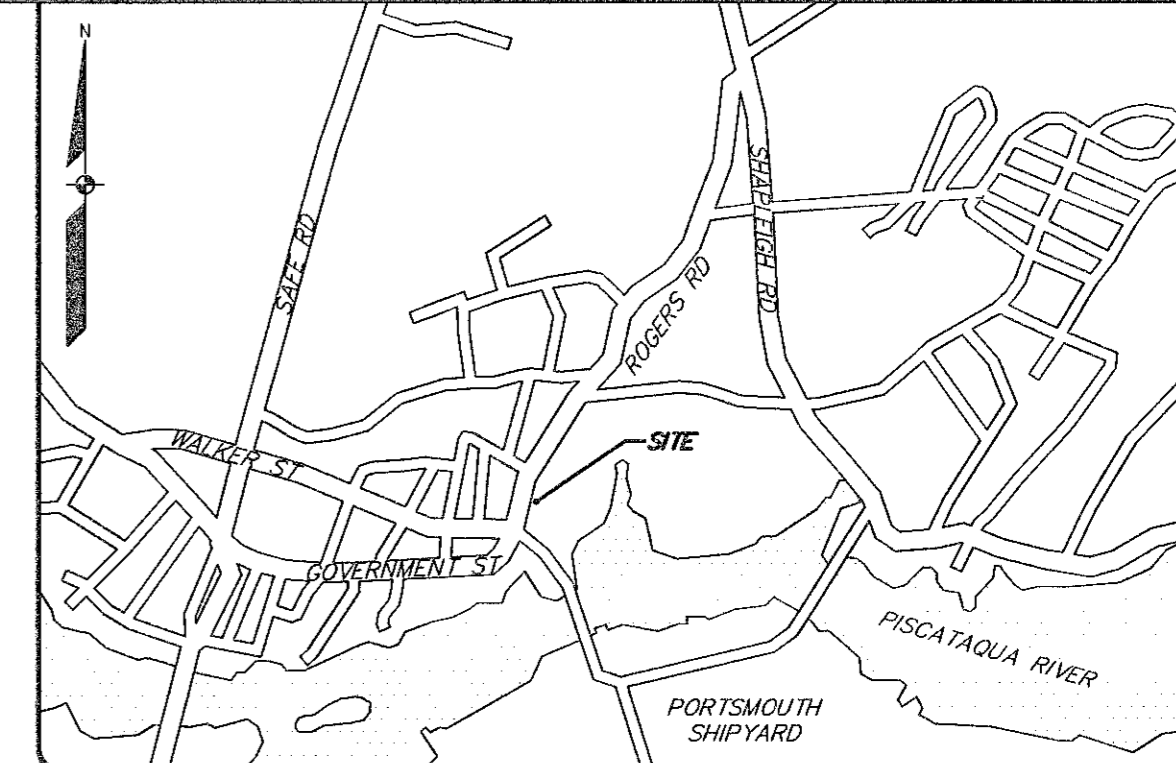 N
SAFE RD
SHAPLEIGH RD
ROGERS RD
SITE
WALKER ST
GOVERNMENT ST
PISCATAQUA RIVER
PORTSMOUTH
SHIPYARD